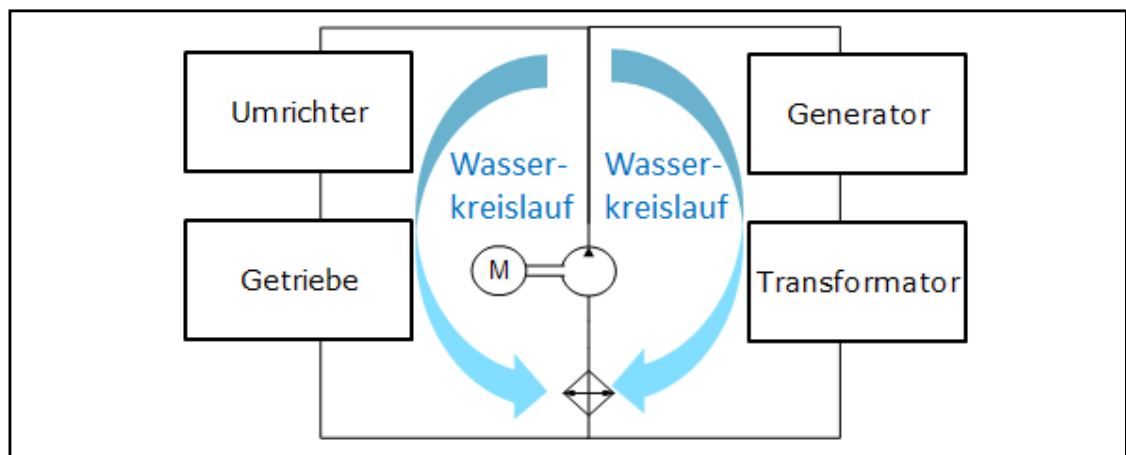 Umrichter
Generator
Wasser-
kreislauf
Wasser-
kreislauf
Getriebe
M
Transformator